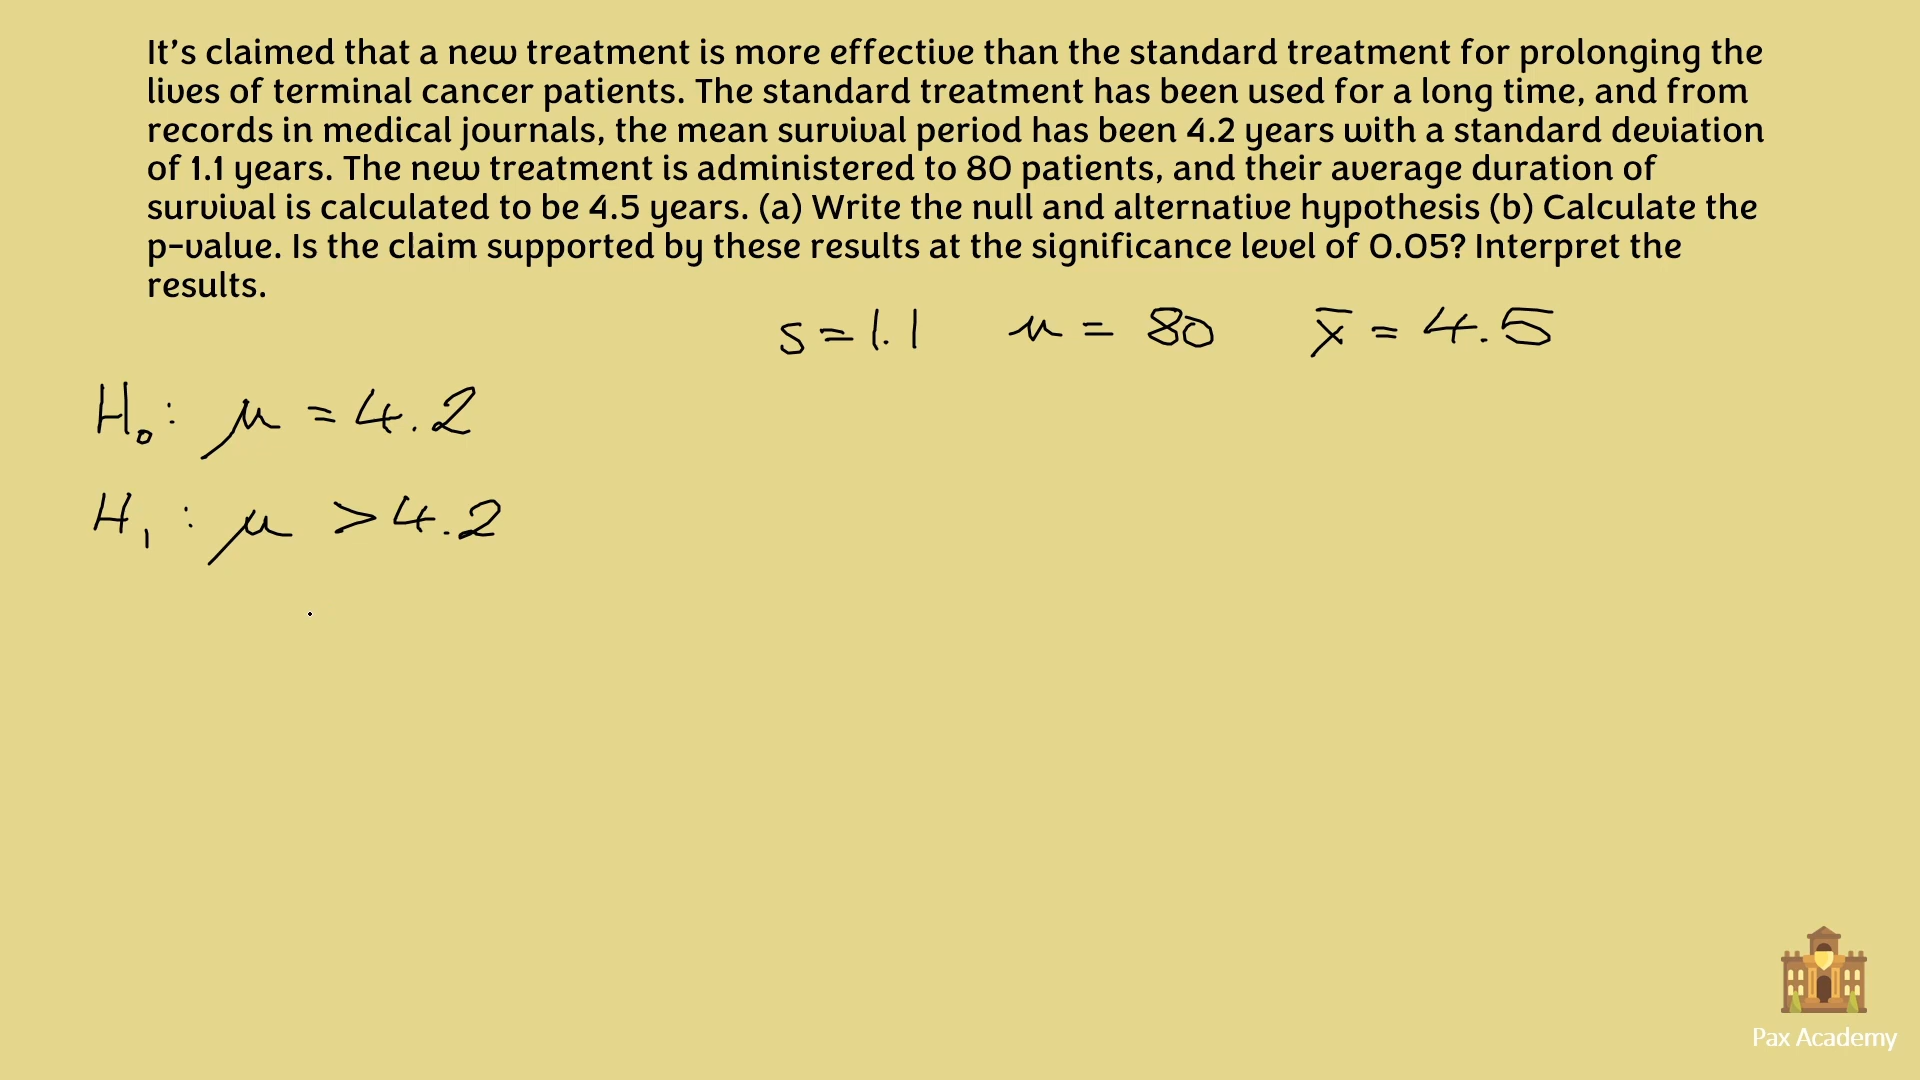 It's claimed that a new treatment is more effective than the standard treatment for prolonging the
lives of terminal cancer patients. The standard treatment has been used for a long time, and from
records in medical journals, the mean survival period has been 4.2 years with a standard deviation
of 1.1 years. The new treatment is administered to 80 patients, and their average duration of
survival is calculated to be 4.5 years. (a) Write the null and alternative hypothesis (b) Calculate the
p-value. Is the claim supported by these results at the significance level of 0.05? Interpret the
results.
s = 1.1 n = 80 x̄ = 4.5
H₀: μ = 4.2
H₁: μ > 4.2
Pax Academy